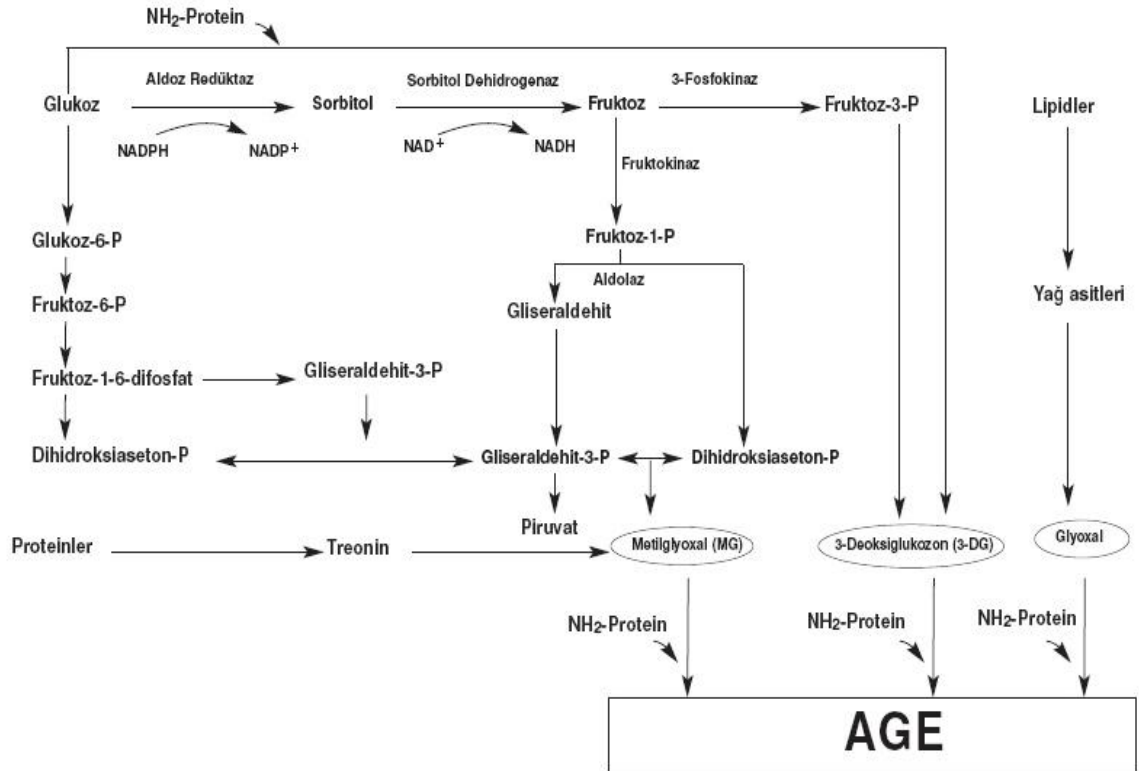 NH₂-Protein
Aldoz Redüktaz
Sorbitol Dehidrogenaz
3-Fosfokinaz
Glukoz
Sorbitol
Fruktoz
Fruktoz-3-P
Lipidler
NADPH
NADP⁺
NAD⁺
NADH
Fruktokinaz
Glukoz-6-P
Fruktoz-1-P
Aldolaz
Fruktoz-6-P
Gliseraldehit
Yağ asitleri
Fruktoz-1-6-difosfat
Gliseraldehit-3-P
Dihidroksiaseton-P
Gliseraldehit-3-P
Dihidroksiaseton-P
Piruvat
Proteinler
Treonin
Metilglyoxal (MG)
3-Deoksiglukozon (3-DG)
Glyoxal
NH₂-Protein
NH₂-Protein
NH₂-Protein
AGE